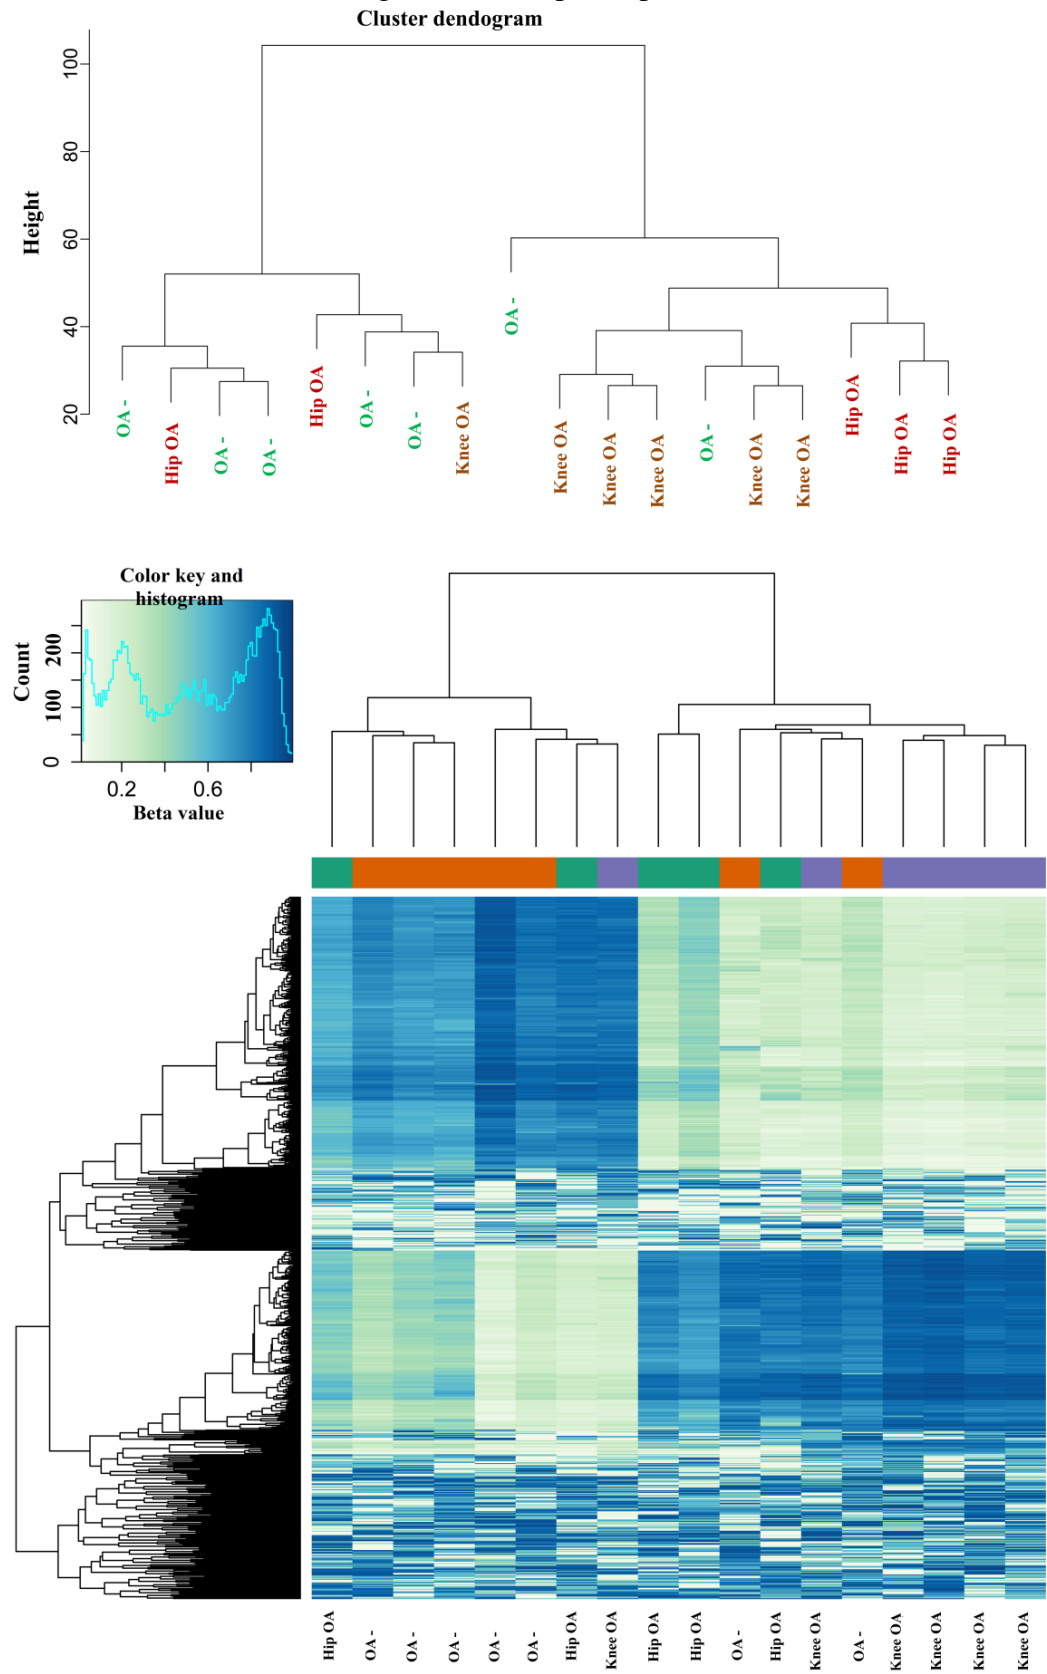 Cluster dendogram
Height
100
80
60
40
20
OA -
Hip OA
OA -
OA -
Hip OA
OA -
OA -
Knee OA
OA -
Knee OA
Knee OA
Knee OA
OA -
Knee OA
Knee OA
Hip OA
Hip OA
Hip OA
Color key and
histogram
Count
200
100
0
0.2 0.6
Beta value
Hip OA
OA -
OA -
OA -
OA -
OA -
Hip OA
Knee OA
Hip OA
Hip OA
OA -
Hip OA
Knee OA
OA -
Knee OA
Knee OA
Knee OA
Knee OA